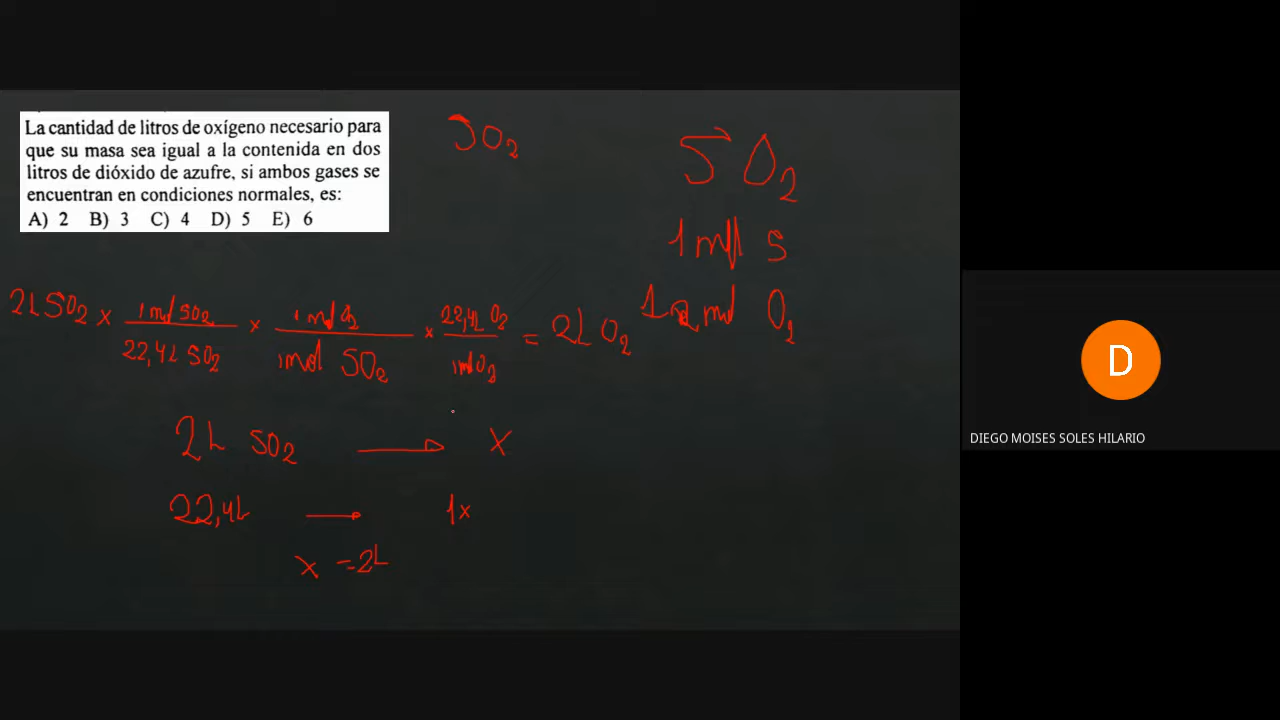 La cantidad de litros de oxígeno necesario para
que su masa sea igual a la contenida en dos
litros de dióxido de azufre, si ambos gases se
encuentran en condiciones normales, es:
A) 2 B) 3 C) 4 D) 5 E) 6
SO₂
SO₂
1 mol S
1 mol O₂
2L SO₂ × 1 mol SO₂ / 22,4L SO₂ × 1 mol O₂ / 1 mol SO₂ × 22,4L O₂ / 1 mol O₂ = 2L O₂
2L SO₂ → x
22,4L → 1x
x = 2L
D
DIEGO MOISES SOLES HILARIO